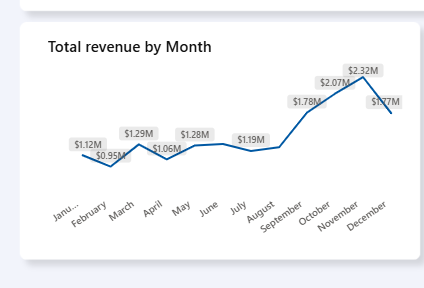 Total revenue by Month
$2.32M
$2.07M
$1.78M
$1.77M
$1.29M
$1.28M
$1.19M
$1.12M
$1.06M
$0.95M
Janu...
February
March
April
May
June
July
August
September
October
November
December